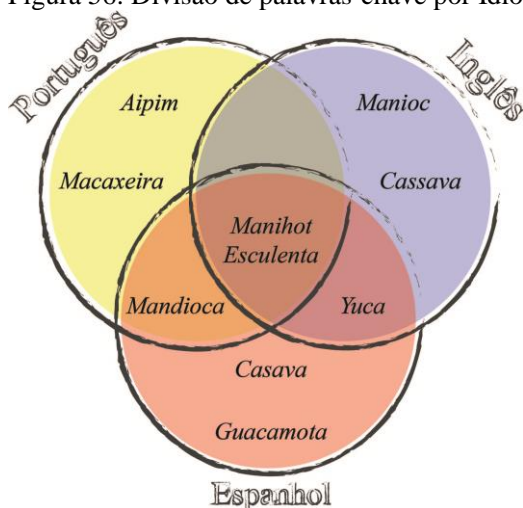 Figura 36: Divisão de palavras-chave por Idio
Português
Inglês
Aipim
Manioc
Macaxeira
Cassava
Manihot
Esculenta
Mandioca
Yuca
Casava
Guacamota
Espanhol